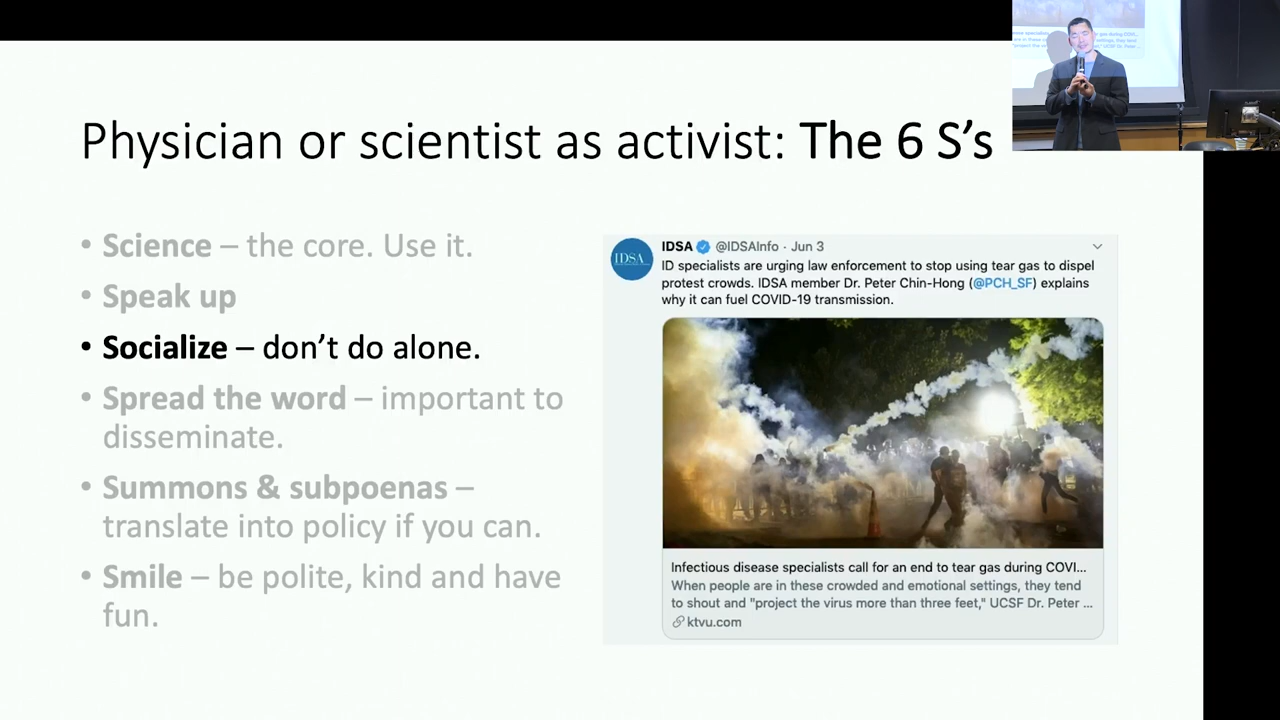 Physician or scientist as activist: The 6 S’s
• Science – the core. Use it.
• Speak up
• Socialize – don’t do alone.
• Spread the word – important to
disseminate.
• Summons & subpoenas –
translate into policy if you can.
• Smile – be polite, kind and have
fun.
IDSA
IDSA @IDSAInfo · Jun 3
ID specialists are urging law enforcement to stop using tear gas to dispel
protest crowds. IDSA member Dr. Peter Chin-Hong (@PCH_SF) explains
why it can fuel COVID-19 transmission.
Infectious disease specialists call for an end to tear gas during COVI...
When people are in these crowded and emotional settings, they tend
to shout and "project the virus more than three feet," UCSF Dr. Peter ...
ktvu.com